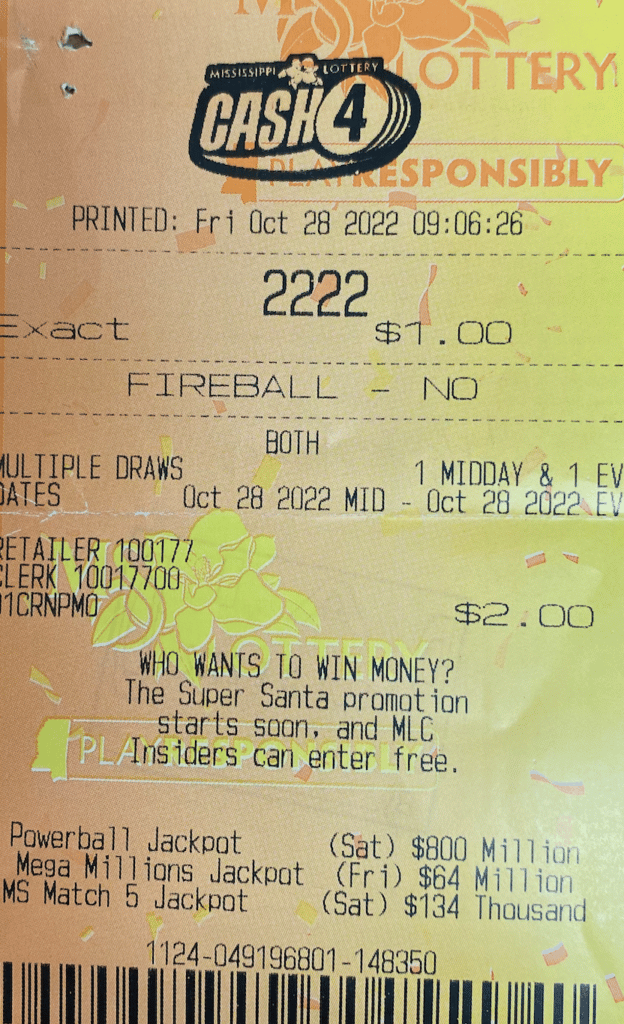 LOTTERY
MISSISSIPPI LOTTERY
CASH 4
PLAY RESPONSIBLY
PRINTED: Fri Oct 28 2022 09:06:26
2222
Exact $1.00
FIREBALL - NO
BOTH
MULTIPLE DRAWS 1 MIDDAY & 1 EV
DATES Oct 28 2022 MID - Oct 28 2022 EV
RETAILER 100177
CLERK 10017700
01CRNPMO $2.00
LOTTERY
WHO WANTS TO WIN MONEY?
The Super Santa promotion
starts soon, and MLC
Insiders can enter free.
PLAY RESPONSIBLY
Powerball Jackpot (Sat) $800 Million
Mega Millions Jackpot (Fri) $64 Million
MS Match 5 Jackpot (Sat) $134 Thousand
1124-049196801-148350